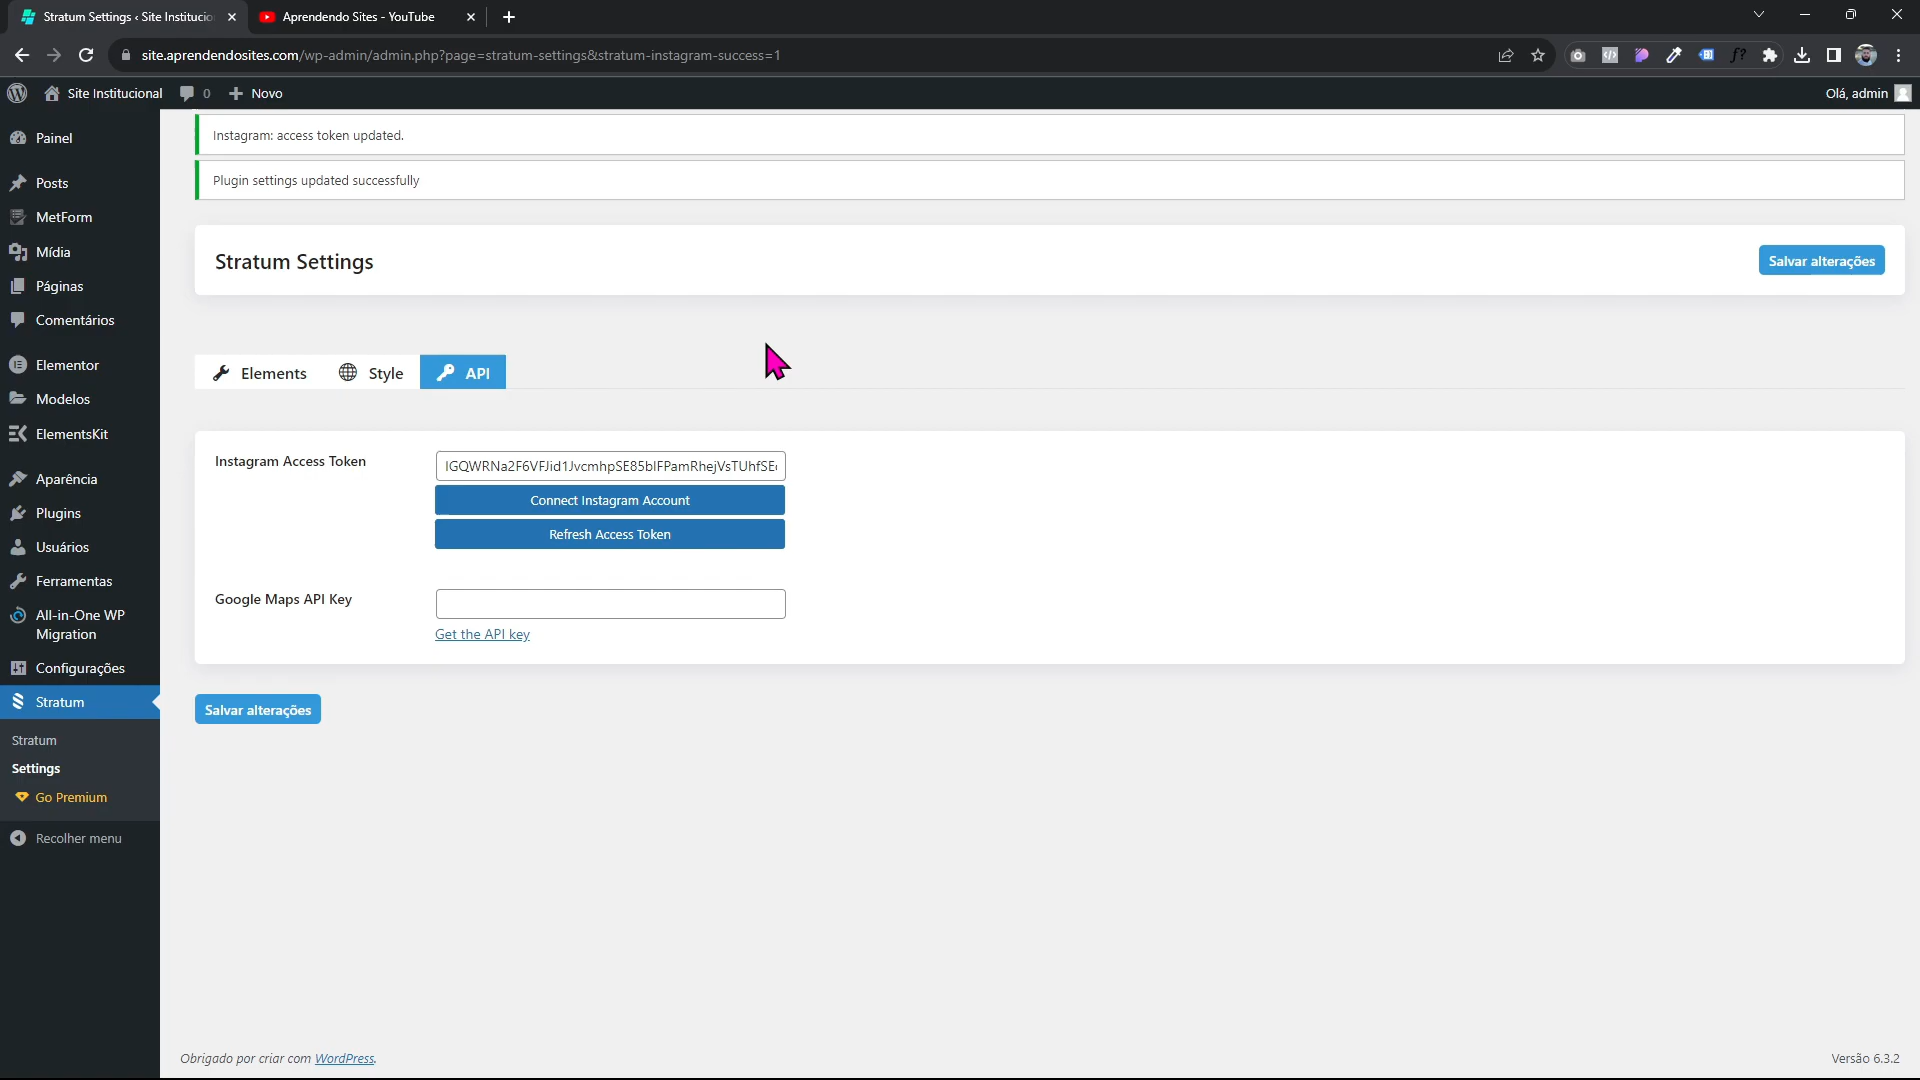 Stratum Settings ‹ Site Institucio
Aprendendo Sites - YouTube
site.aprendendosites.com/wp-admin/admin.php?page=stratum-settings&stratum-instagram-success=1
Site Institucional
0
Novo
Olá, admin
Painel
Posts
MetForm
Mídia
Páginas
Comentários
Elementor
Modelos
ElementsKit
Aparência
Plugins
Usuários
Ferramentas
All-in-One WP
Migration
Configurações
Stratum
Stratum
Settings
Go Premium
Recolher menu
Instagram: access token updated.
Plugin settings updated successfully
Stratum Settings
Salvar alterações
Elements
Style
API
Instagram Access Token
Connect Instagram Account
Refresh Access Token
Google Maps API Key
Get the API key
Salvar alterações
Obrigado por criar com WordPress.
Versão 6.3.2